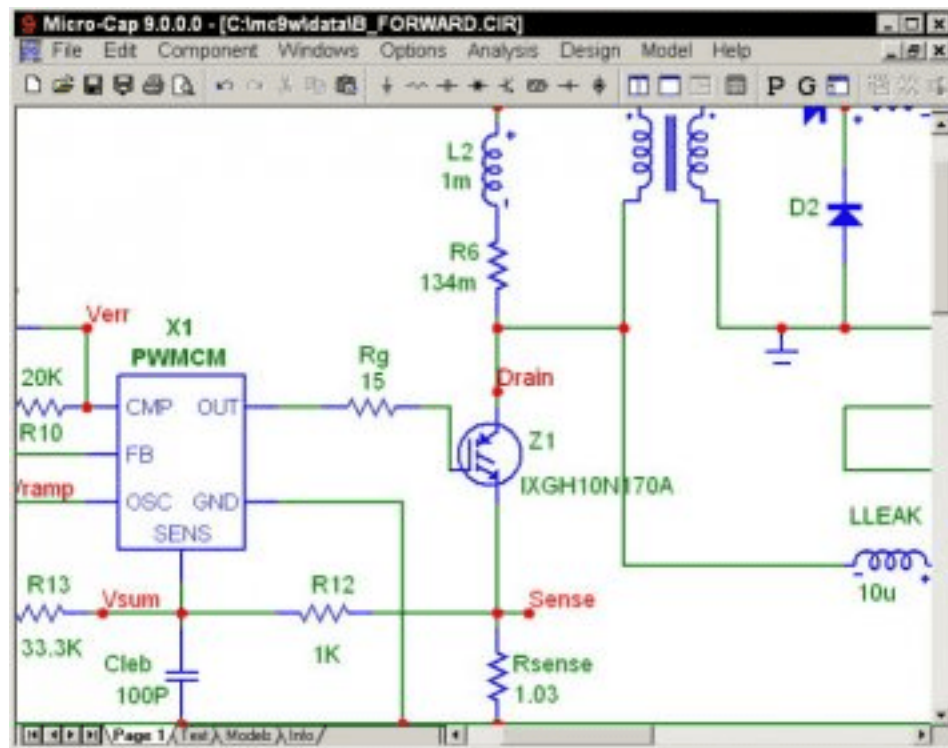 Micro-Cap 9.0.0.0 - [C:\mc9w\data\B_FORWARD.CIR]
File Edit Component Windows Options Analysis Design Model Help
P G
L2
1m
R6
134m
D2
Verr
X1
PWMCM
Rg
15
Drain
20K
R10
CMP OUT
FB
Z1
IXGH10N170A
Vramp
OSC GND
SENS
LLEAK
10u
R13
33.3K
Vsum
R12
1K
Sense
Cleb
100P
Rsense
1.03
Page 1 Text Models Info